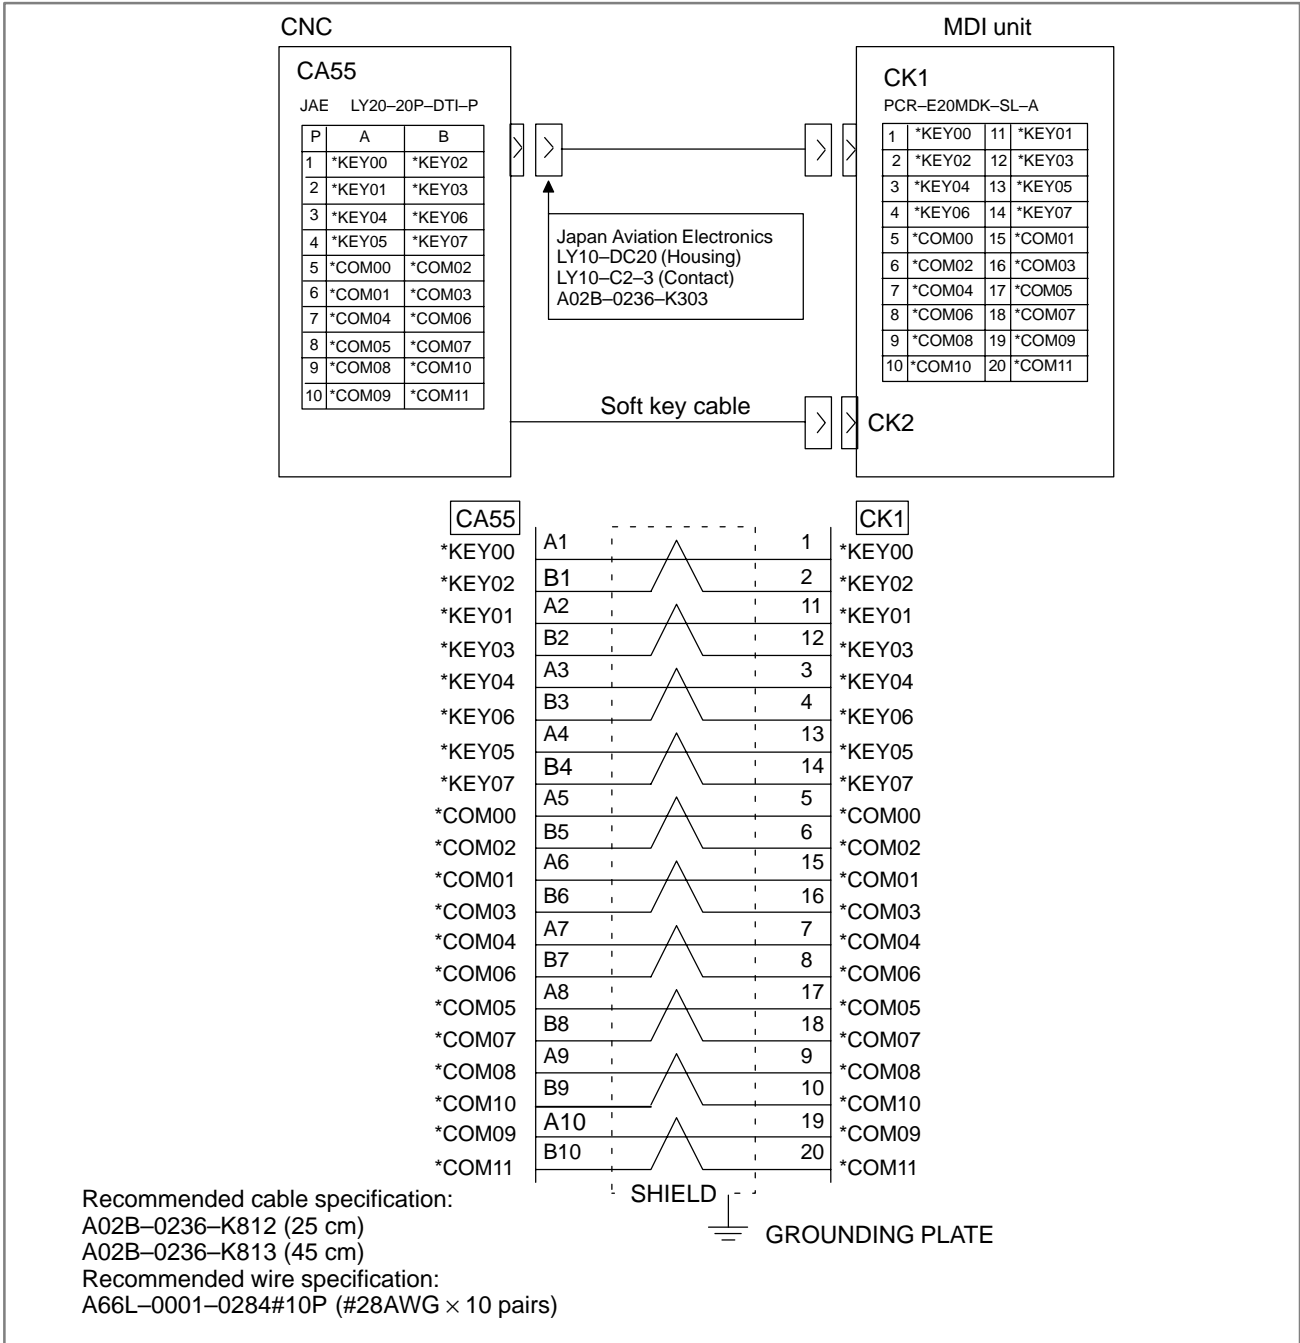 CNC
MDI unit
CA55
JAE LY20–20P–DTI–P
P A B
1 *KEY00 *KEY02
2 *KEY01 *KEY03
3 *KEY04 *KEY06
4 *KEY05 *KEY07
5 *COM00 *COM02
6 *COM01 *COM03
7 *COM04 *COM06
8 *COM05 *COM07
9 *COM08 *COM10
10 *COM09 *COM11
CK1
PCR–E20MDK–SL–A
1 *KEY00 11 *KEY01
2 *KEY02 12 *KEY03
3 *KEY04 13 *KEY05
4 *KEY06 14 *KEY07
5 *COM00 15 *COM01
6 *COM02 16 *COM03
7 *COM04 17 *COM05
8 *COM06 18 *COM07
9 *COM08 19 *COM09
10 *COM10 20 *COM11
Japan Aviation Electronics
LY10–DC20 (Housing)
LY10–C2–3 (Contact)
A02B–0236–K303
Soft key cable
CK2
CA55 CK1
*KEY00 A1 1 *KEY00
*KEY02 B1 2 *KEY02
*KEY01 A2 11 *KEY01
*KEY03 B2 12 *KEY03
*KEY04 A3 3 *KEY04
*KEY06 B3 4 *KEY06
*KEY05 A4 13 *KEY05
*KEY07 B4 14 *KEY07
*COM00 A5 5 *COM00
*COM02 B5 6 *COM02
*COM01 A6 15 *COM01
*COM03 B6 16 *COM03
*COM04 A7 7 *COM04
*COM06 B7 8 *COM06
*COM05 A8 17 *COM05
*COM07 B8 18 *COM07
*COM08 A9 9 *COM08
*COM10 B9 10 *COM10
*COM09 A10 19 *COM09
*COM11 B10 20 *COM11
SHIELD
GROUNDING PLATE
Recommended cable specification:
A02B–0236–K812 (25 cm)
A02B–0236–K813 (45 cm)
Recommended wire specification:
A66L–0001–0284#10P (#28AWG × 10 pairs)